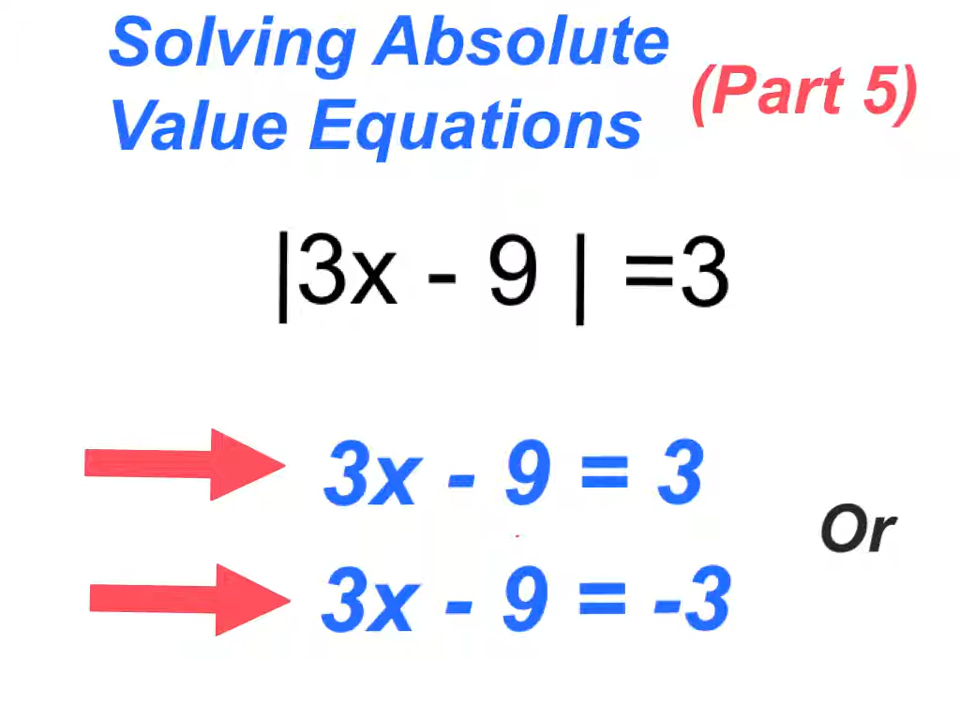 Solving Absolute
Value Equations
(Part 5)
|3x - 9 | =3
3x - 9 = 3
Or
3x - 9 = -3